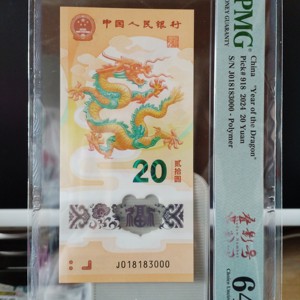 中国人民银行
20
贰拾圆
福
J018183000
PMG
China "Year of the Dragon"
Pick# 918 2024 20 Yuan
S/N J018183000 - Polymer
64